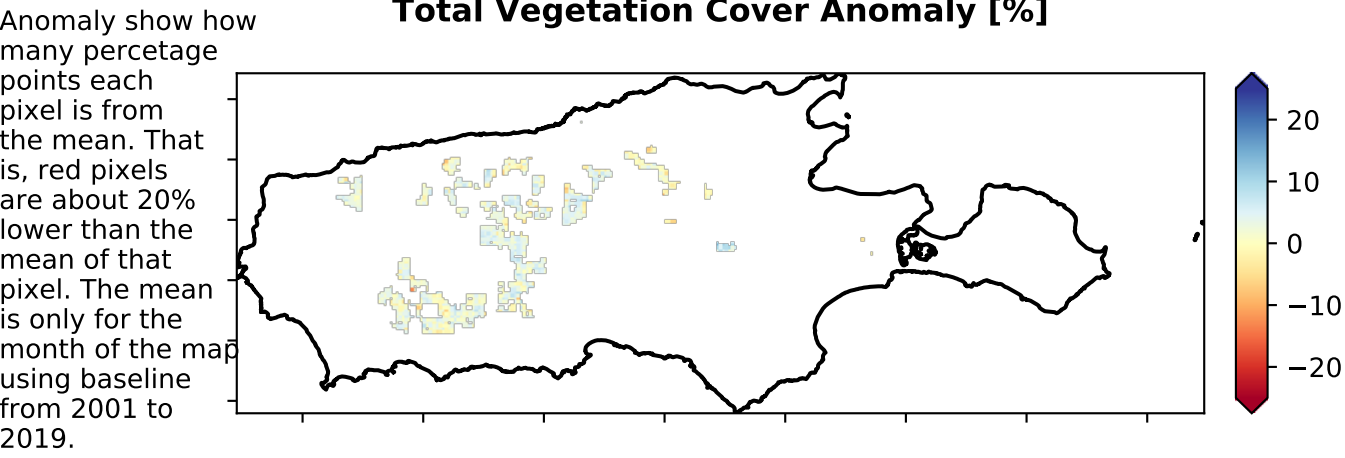 Total Vegetation Cover Anomaly [%]
Anomaly show how
many percetage
points each
pixel is from
the mean. That
is, red pixels
are about 20%
lower than the
mean of that
pixel. The mean
is only for the
month of the map
using baseline
from 2001 to
2019.
20
10
0
−10
−20